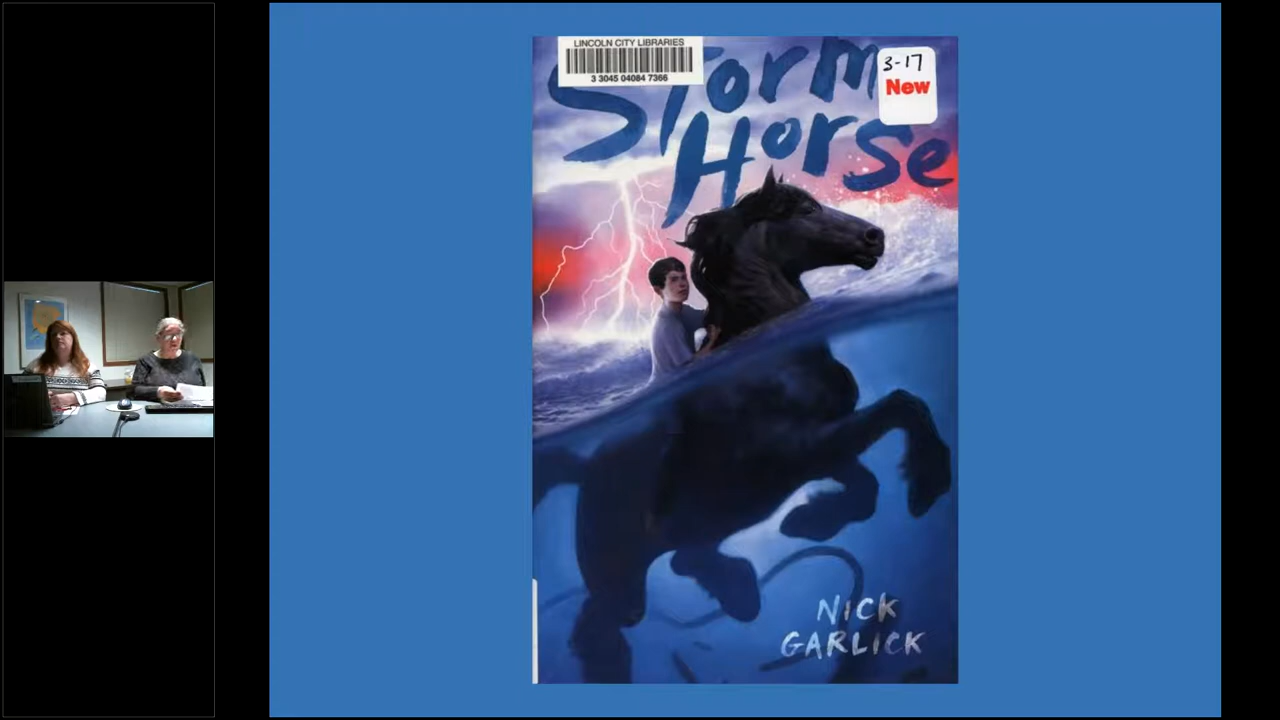 LINCOLN CITY LIBRARIES
3 3045 04084 7366
3-17
New
Storm
Horse
NICK
GARLICK